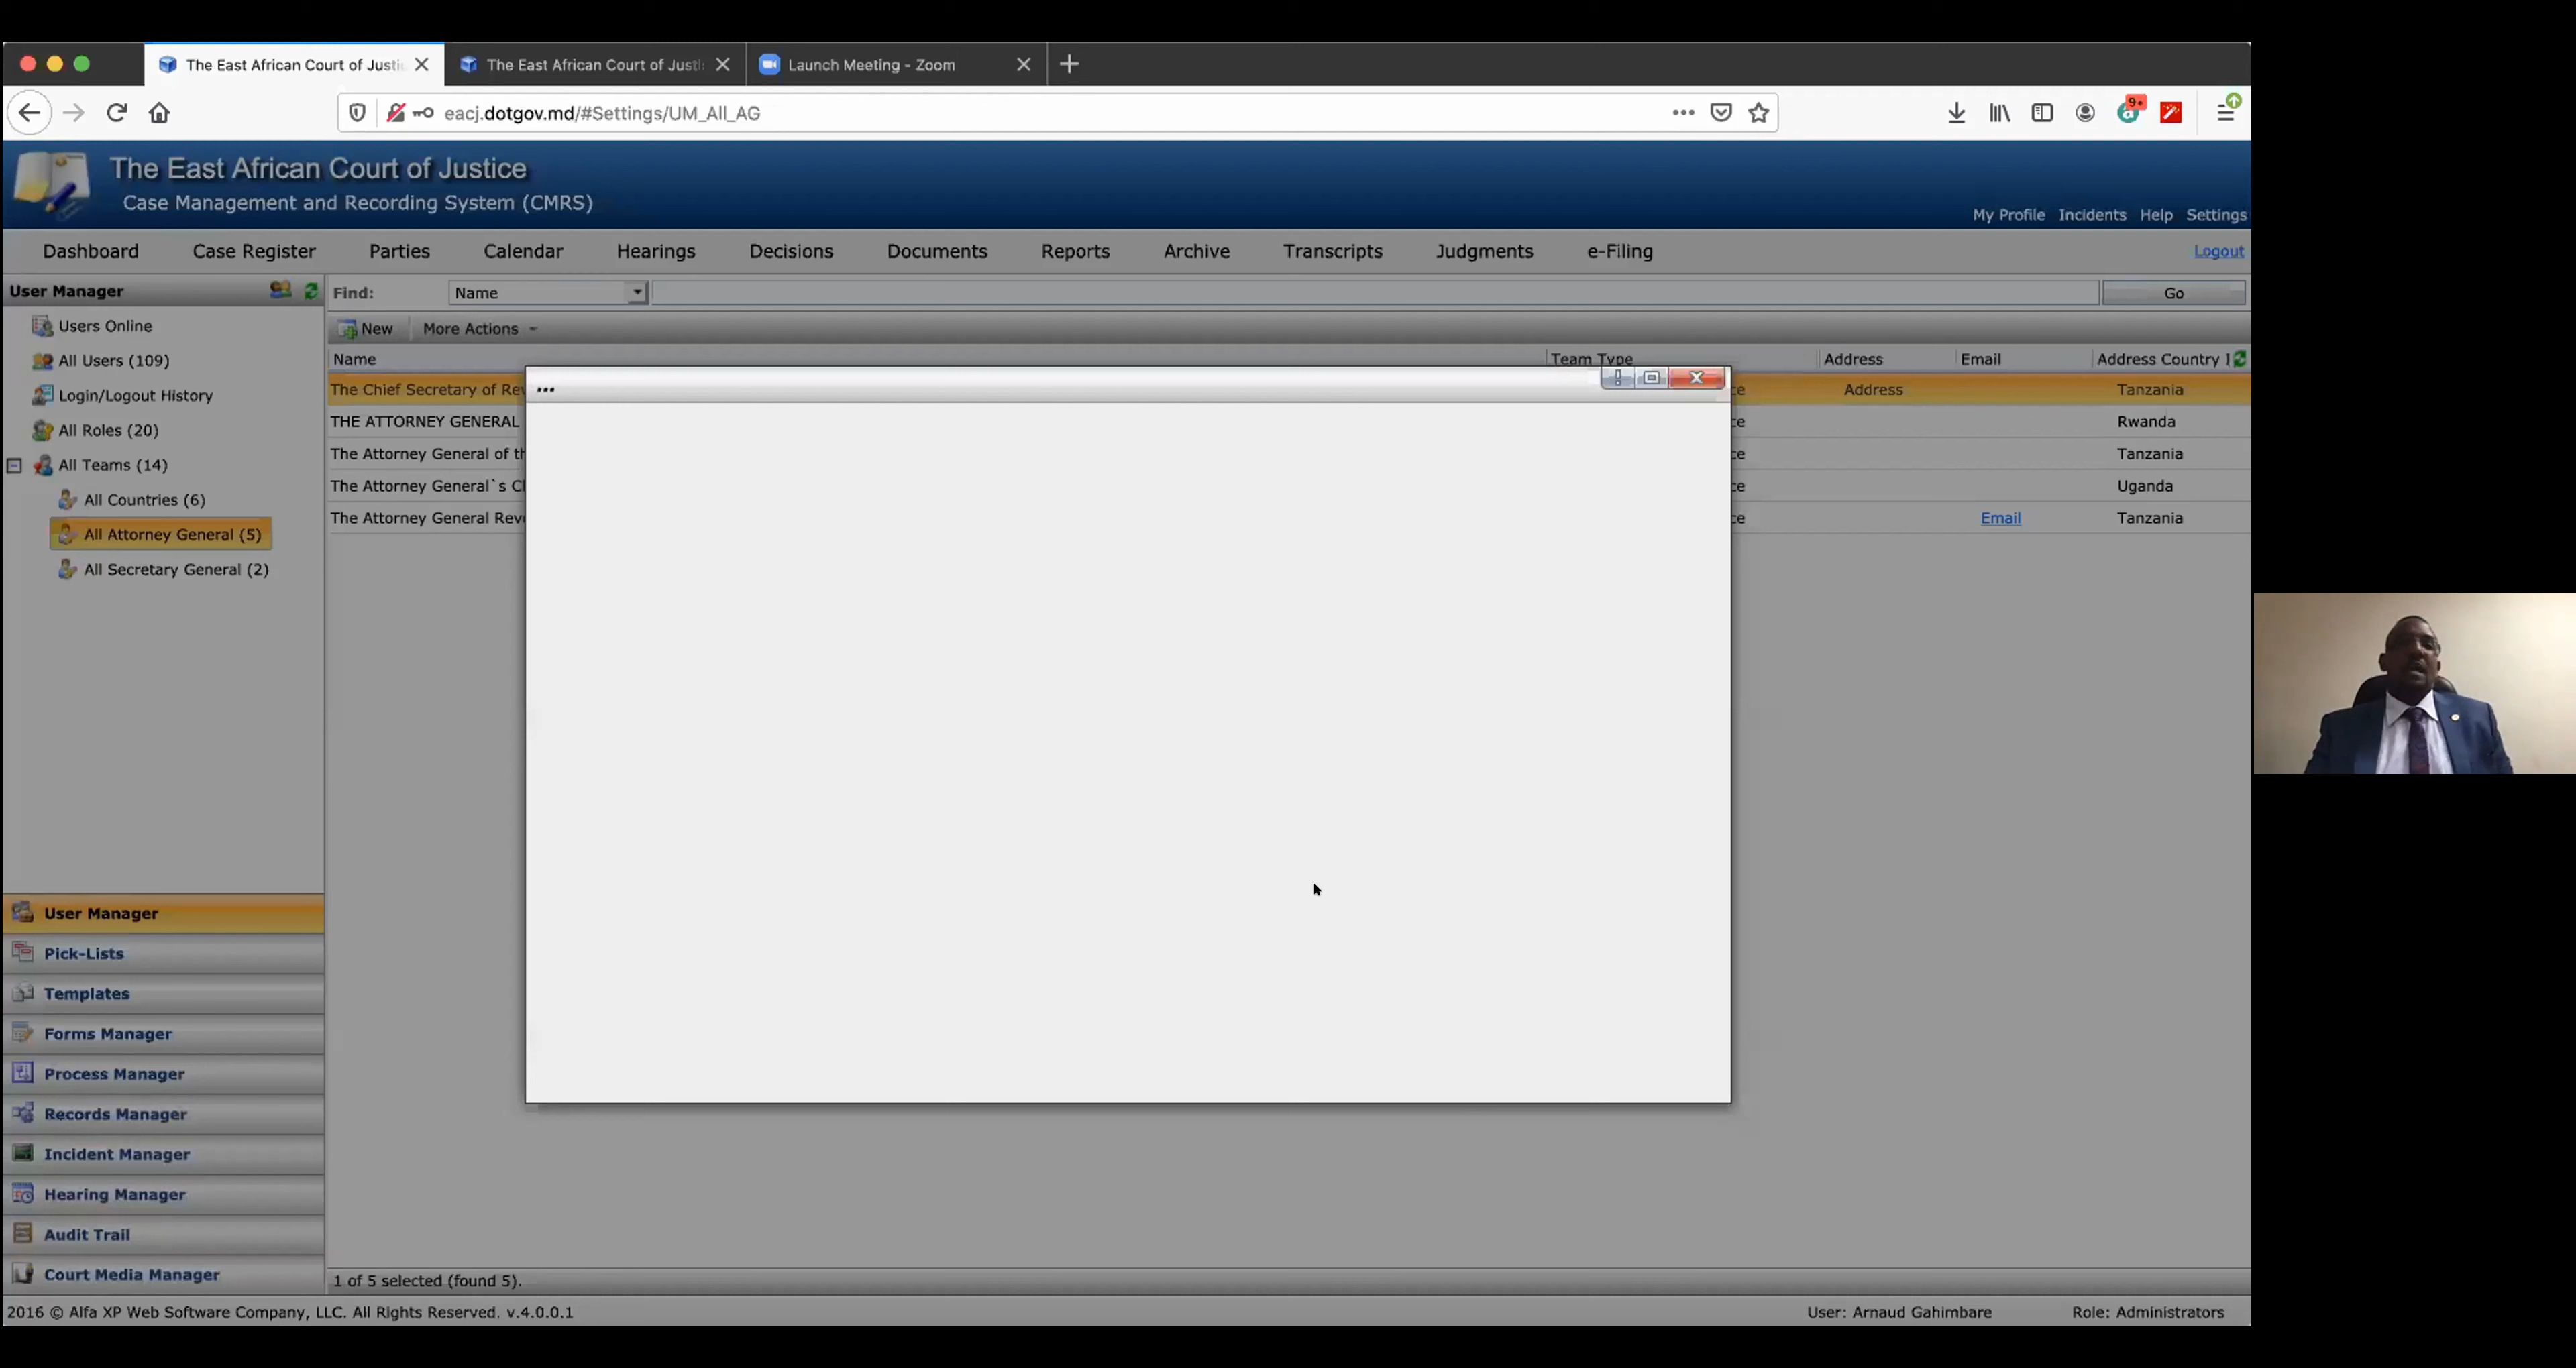 The East African Court of Justi
The East African Court of Justi
Launch Meeting - Zoom
eacj.dotgov.md/#Settings/UM_All_AG
9+
The East African Court of Justice
Case Management and Recording System (CMRS)
My Profile Incidents Help Settings
Dashboard Case Register Parties Calendar Hearings Decisions Documents Reports Archive Transcripts Judgments e-Filing Logout
User Manager
Find: Name Go
Users Online
New More Actions
All Users (109)
Name Team Type Address Email Address Country
Login/Logout History
The Chief Secretary of Rev ce Address Tanzania
THE ATTORNEY GENERAL ce Rwanda
All Roles (20)
The Attorney General of th ce Tanzania
All Teams (14)
The Attorney General`s Cl ce Uganda
All Countries (6)
The Attorney General Rev ce Email Tanzania
All Attorney General (5)
All Secretary General (2)
...
User Manager
Pick-Lists
Templates
Forms Manager
Process Manager
Records Manager
Incident Manager
Hearing Manager
Audit Trail
Court Media Manager
1 of 5 selected (found 5).
2016 © Alfa XP Web Software Company, LLC. All Rights Reserved. v.4.0.0.1
User: Arnaud Gahimbare Role: Administrators